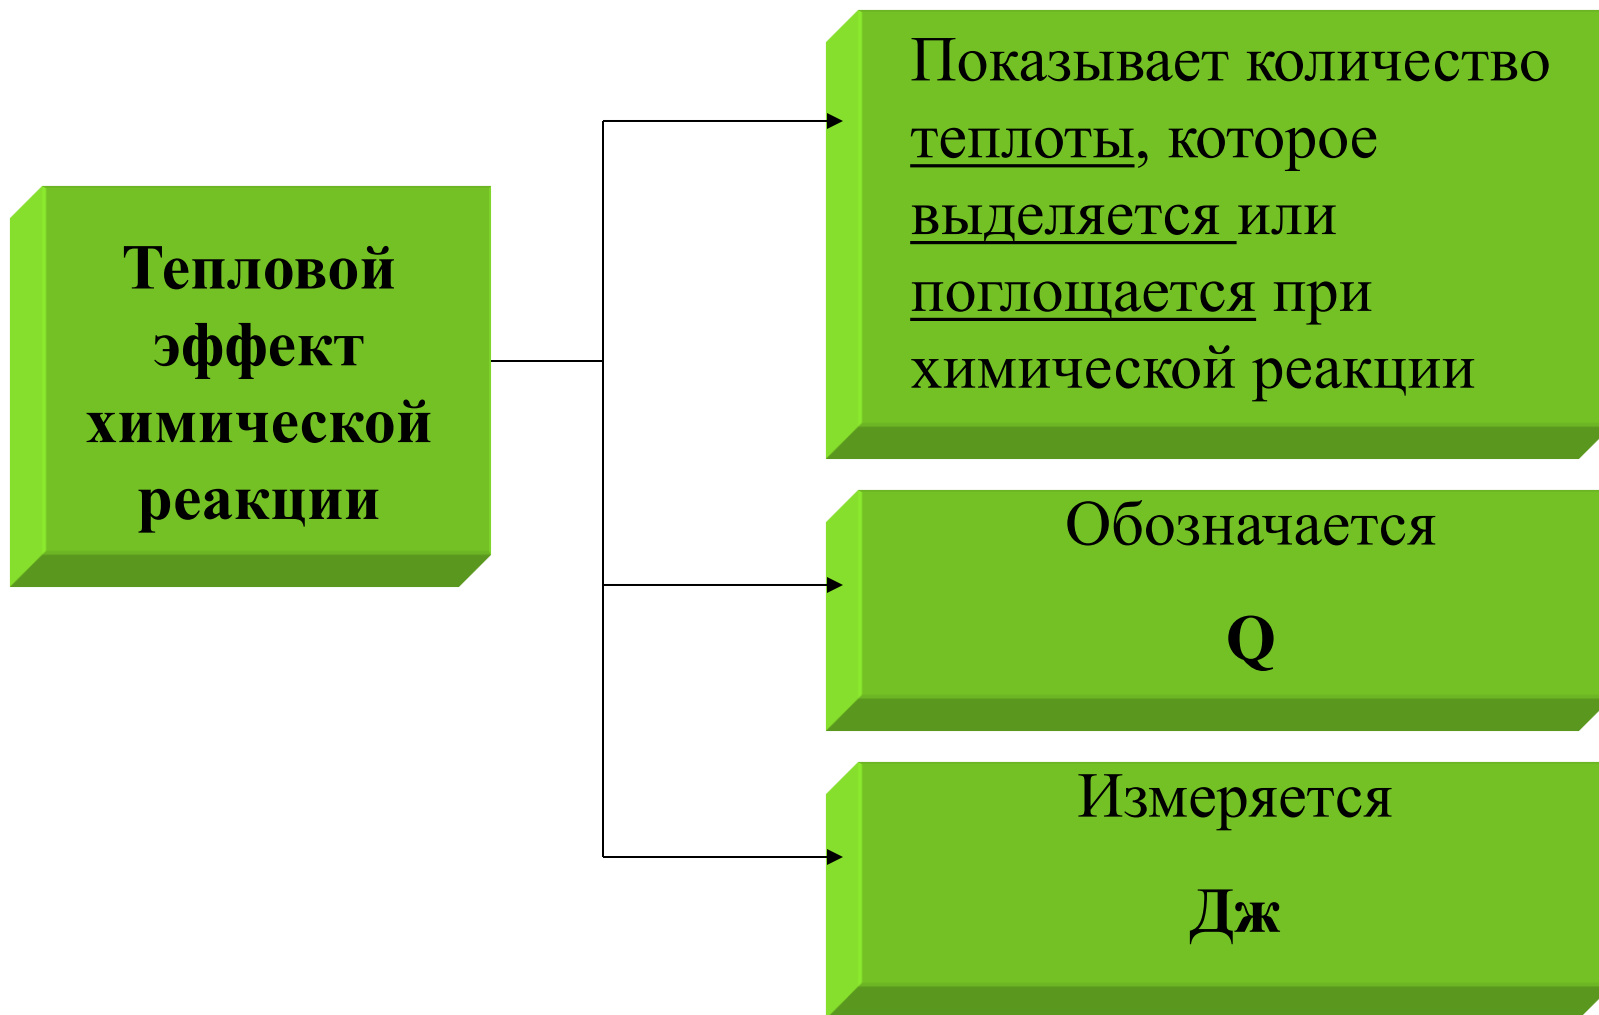 Тепловой
эффект
химической
реакции
Показывает количество
теплоты, которое
выделяется или
поглощается при
химической реакции
Обозначается
Q
Измеряется
Дж